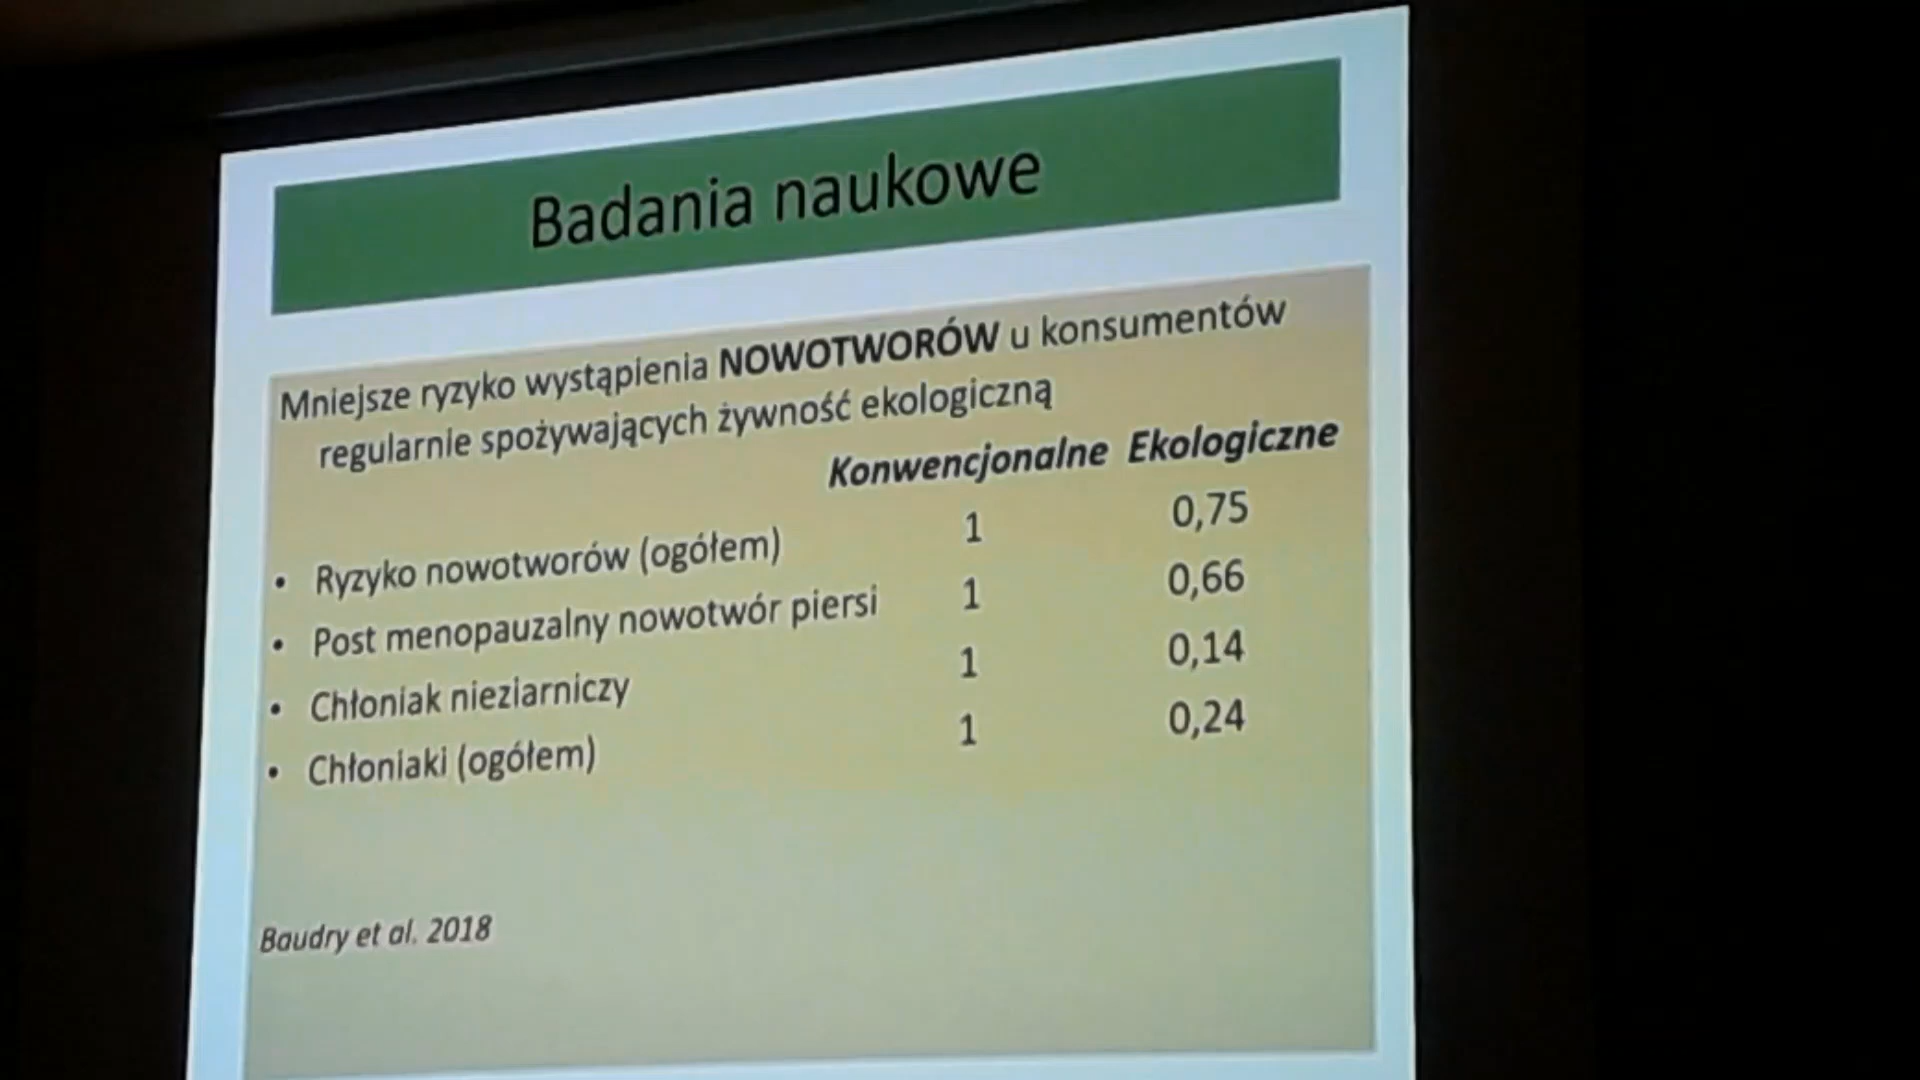 Badania naukowe
Mniejsze ryzyko wystąpienia NOWOTWORÓW u konsumentów
regularnie spożywających żywność ekologiczną
Konwencjonalne Ekologiczne
• Ryzyko nowotworów (ogółem) 1 0,75
• Post menopauzalny nowotwór piersi 1 0,66
• Chłoniak nieziarniczy 1 0,14
• Chłoniaki (ogółem) 1 0,24
Baudry et al. 2018